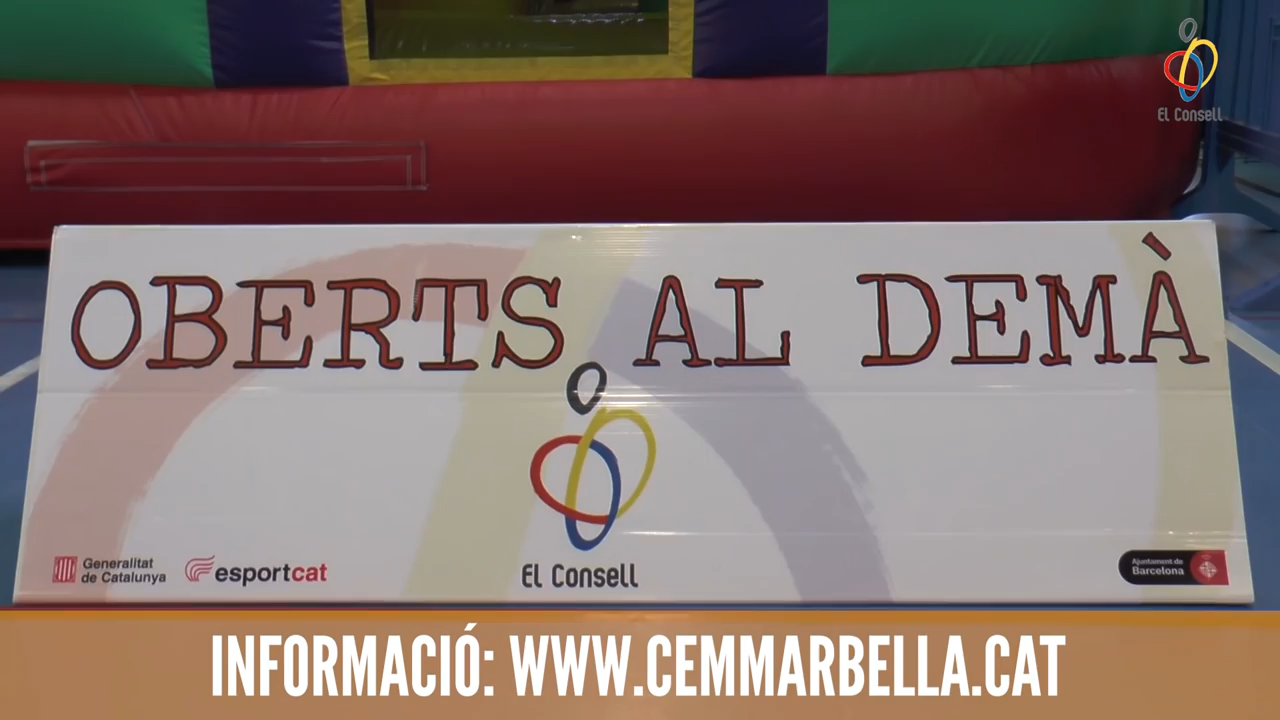 El Consell
OBERTS AL DEMÀ
El Consell
Generalitat
de Catalunya
esportcat
Ajuntament de
Barcelona
INFORMACIÓ: WWW.CEMMARBELLA.CAT